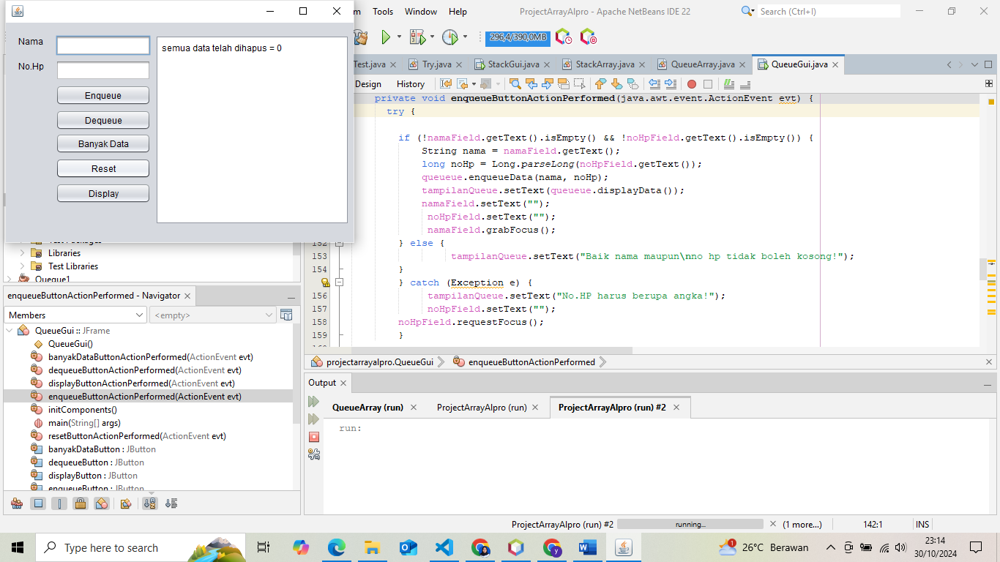 m Tools Window Help
ProjectArrayAlpro - Apache NetBeans IDE 22
Search (Ctrl+I)
296,4/390,0MB
Nama
No.Hp
Enqueue
Dequeue
Banyak Data
Reset
Display
semua data telah dihapus = 0
Test.java
Try.java
StackGui.java
StackArray.java
QueueArray.java
QueueGui.java
Design History
private void enqueueButtonActionPerformed(java.awt.event.ActionEvent evt) {
try {
if (!namaField.getText().isEmpty() && !noHpField.getText().isEmpty()) {
String nama = namaField.getText();
long noHp = Long.parseLong(noHpField.getText());
queueue.enqueueData(nama, noHp);
tampilanQueue.setText(queueue.displayData());
namaField.setText("");
noHpField.setText("");
namaField.grabFocus();
152 } else {
153 tampilanQueue.setText("Baik nama maupun\nno hp tidak boleh kosong!");
154 }
} catch (Exception e) {
156 tampilanQueue.setText("No.HP harus berupa angka!");
157 noHpField.setText("");
158 noHpField.requestFocus();
159 }
projectarrayalpro.QueueGui
enqueueButtonActionPerformed
Test Packages
Libraries
Test Libraries
Queque1
enqueueButtonActionPerformed - Navigator
Members
<empty>
QueueGui :: JFrame
QueueGui()
banyakDataButtonActionPerformed(ActionEvent evt)
dequeueButtonActionPerformed(ActionEvent evt)
displayButtonActionPerformed(ActionEvent evt)
enqueueButtonActionPerformed(ActionEvent evt)
initComponents()
main(String[] args)
resetButtonActionPerformed(ActionEvent evt)
banyakDataButton : JButton
dequeueButton : JButton
displayButton : JButton
enqueueButton : JButton
Output
QueueArray (run)
ProjectArrayAlpro (run)
ProjectArrayAlpro (run) #2
run:
ProjectArrayAlpro (run) #2
running...
(1 more...)
142:1
INS
Type here to search
26°C Berawan
23:14
30/10/2024